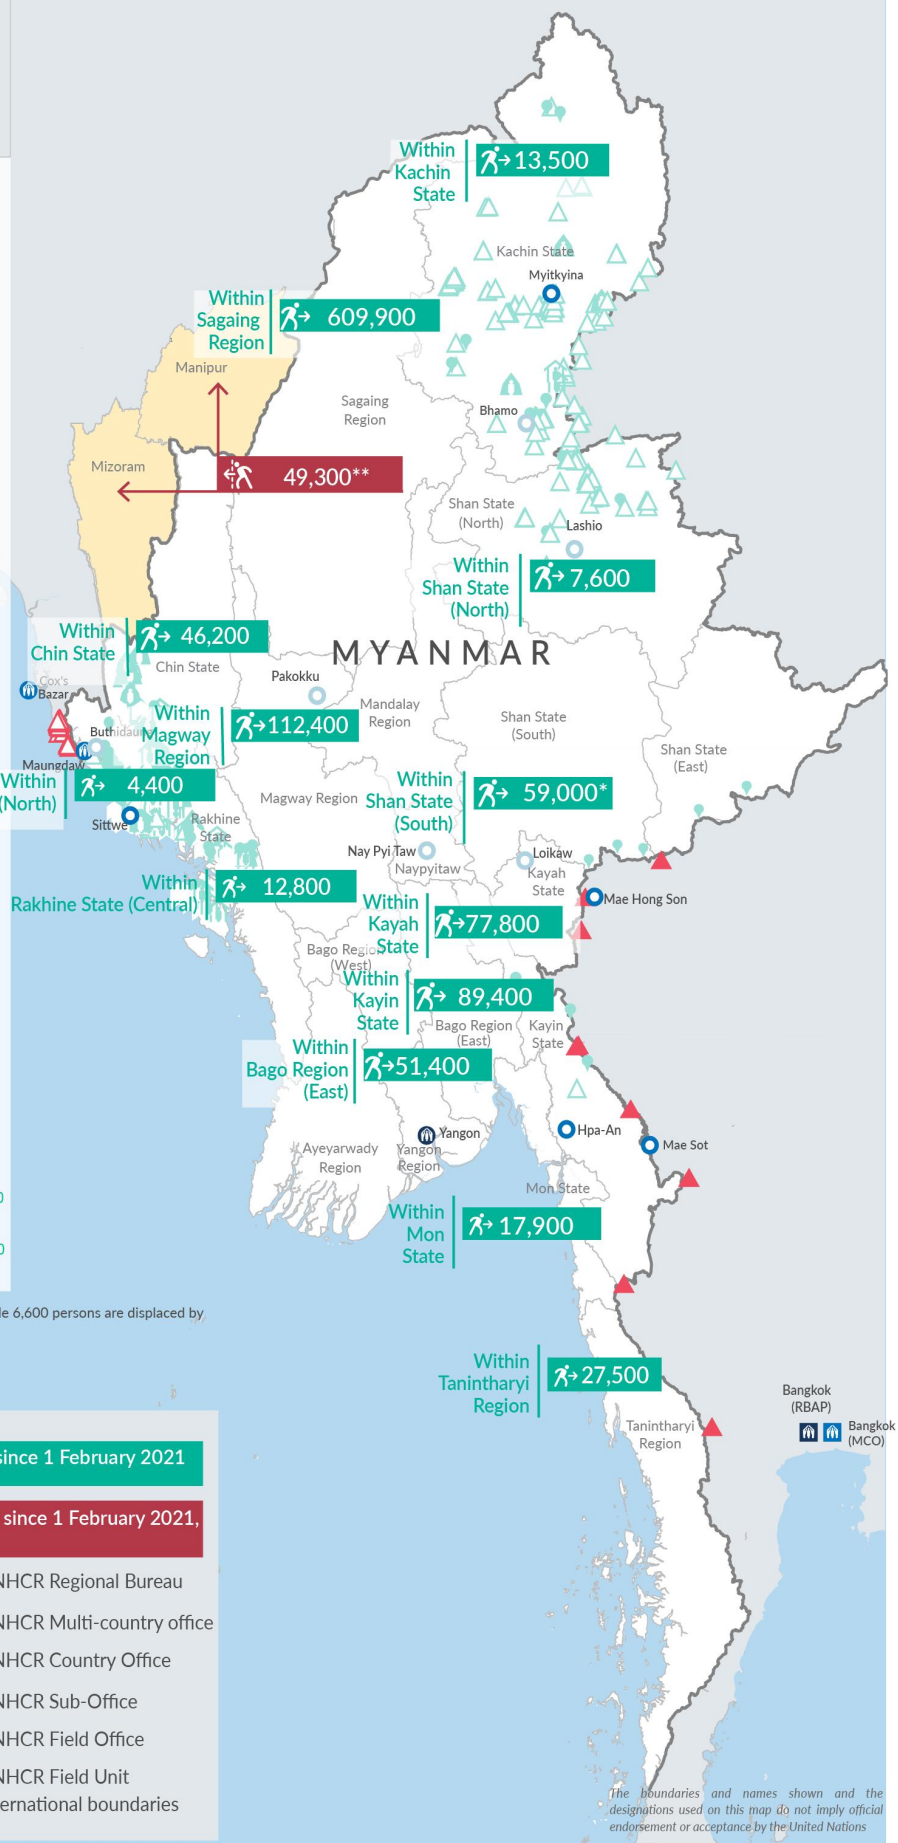 Within
Kachin
State
13,500
Kachin State
Myitkyina
Within
Sagaing
Region
609,900
Manipur
Sagaing
Region
Bhamo
Mizoram
49,300**
Shan State
(North)
Lashio
Within
Shan State
(North)
7,600
Within
Chin State
46,200
MYANMAR
Chin State
Cox's
Bazar
Pakokku
Mandalay
Region
Shan State
(South)
Shan State
(East)
Within
Magway
Region
112,400
Maungdaw
Within
(North)
4,400
Sittwe
Rakhine
State
Magway Region
Within
Shan State
(South)
59,000*
Nay Pyi Taw
Naypyitaw
Loikaw
Kayah
State
Mae Hong Son
Within
Rakhine State (Central)
12,800
Within
Kayah
State
77,800
Bago Region
(West)
Within
Kayin
State
89,400
Bago Region
(East)
Kayin
State
Within
Bago Region
(East)
51,400
Ayeyarwady
Region
Yangon
Yangon
Region
Hpa-An
Mae Sot
Mon State
Within
Mon
State
17,900
0
0
6,600 persons are displaced by
Within
Tanintharyi
Region
27,500
Tanintharyi
Region
Bangkok
(RBAP)
Bangkok
(MCO)
since 1 February 2021
since 1 February 2021,
NHCR Regional Bureau
NHCR Multi-country office
NHCR Country Office
NHCR Sub-Office
NHCR Field Office
NHCR Field Unit
ernational boundaries
The boundaries and names shown and the
designations used on this map do not imply official
endorsement or acceptance by the United Nations